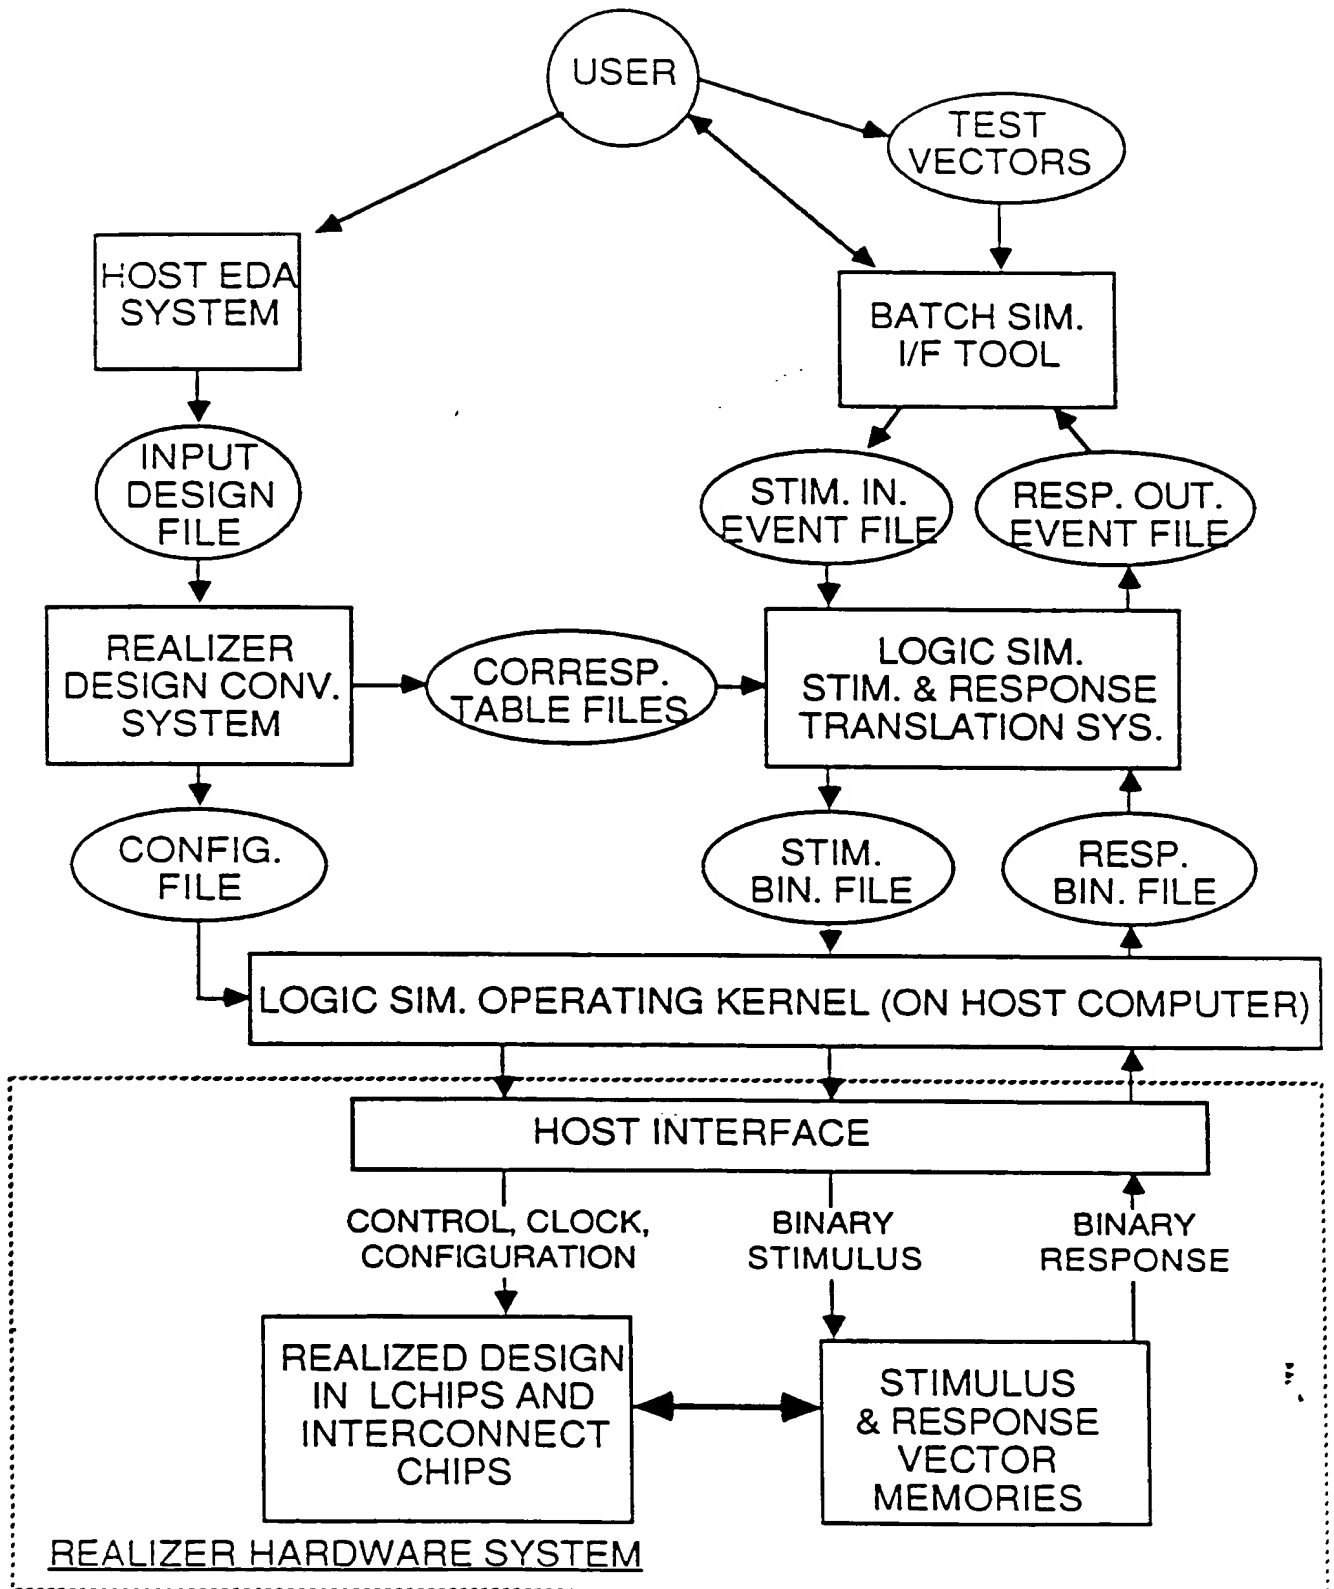 USER
TEST
VECTORS
HOST EDA
SYSTEM
BATCH SIM.
I/F TOOL
INPUT
DESIGN
FILE
STIM. IN.
EVENT FILE
RESP. OUT.
EVENT FILE
REALIZER
DESIGN CONV.
SYSTEM
CORRESP.
TABLE FILES
LOGIC SIM.
STIM. & RESPONSE
TRANSLATION SYS.
CONFIG.
FILE
STIM.
BIN. FILE
RESP.
BIN. FILE
LOGIC SIM. OPERATING KERNEL (ON HOST COMPUTER)
HOST INTERFACE
CONTROL, CLOCK,
CONFIGURATION
BINARY
STIMULUS
BINARY
RESPONSE
REALIZED DESIGN
IN LCHIPS AND
INTERCONNECT
CHIPS
STIMULUS
& RESPONSE
VECTOR
MEMORIES
REALIZER HARDWARE SYSTEM